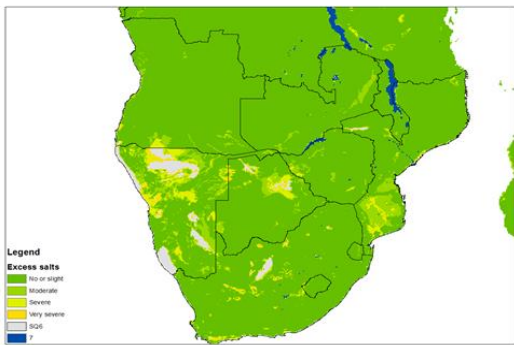 Legend
Excess salts
No or slight
Moderate
Severe
Very severe
SQ6
7